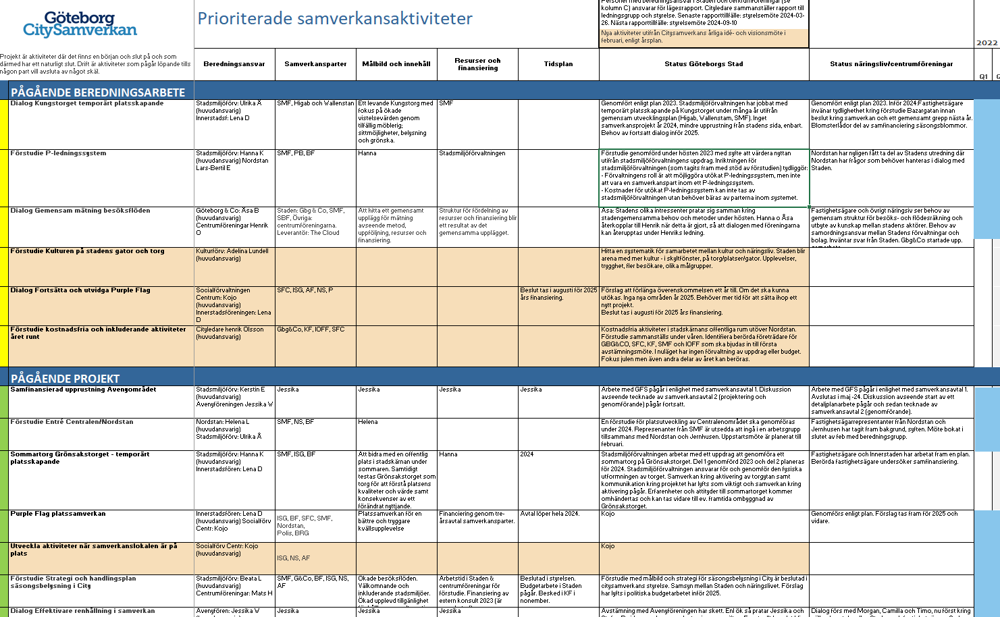 Göteborg
CitySamverkan
Prioriterade samverkansaktiviteter
kolumn C) ansvarar för lägesrapport. Cityledare sammanställer rapport till
ledningsgrupp och styrelse. Senaste rapporttillfälle: styrelsemöte 2024-03-
26. Nästa rapporttillfälle: styrelsemöte 2024-09-10
Nya aktiviteter utifrån Citysamverkans årliga idé- och visionsmöte i
februari, enligt årsplan.
2022
Projekt är aktiviteter där det finns en början och slut på och som
därmed har ett naturligt slut. Drift är aktiviteter som pågår löpande tills
någon part vill avsluta av något skäl.
Beredningsansvar
Samverkansparter
Målbild och innehåll
Resurser och
finansiering
Tidsplan
Status Göteborgs Stad
Status näringsliv/centrumföreningar
Q1
PÅGÅENDE BEREDNINGSARBETE
Dialog Kungstorget temporärt platsskapande
Stadsmiljöförv: Ulrika Å
(huvudansvarig)
Innerstadsf: Lena D
SMF, Higab och Wallenstan
Ett levande Kungstorg med
fokus på ökade
vistelsevärden genom
tillfällig möblerig;
sittmöjligheter, belysning
och grönska.
SMF
Genomfört enligt plan 2023. Stadsmiljöförvaltningen har jobbat med
temporärt platsskapande på Kungstorget under många år utifrån
gemensam utvecklingsplan (Higab, Wallenstam, SMF). Inget
samverkansprojekt år 2024, mindre upprustning från stadens sida, enbart.
Behov av fortsatt dialog inför 2025.
Genomfört enligt plan 2023. Inför 2024:Fastighetsägare
invänar tydlighethet kring förstudie Bazargatan innan
beslut kring samverkan och ett gemensamt grepp nästa år.
Blomsterlådor del av samfinansiering säsongsblommor.
Förstudie P-ledningssystem
Stadsmiljöförv: Hanna K
(huvudansvarig) Nordstan
Lars-Bertil E
SMF, PB, BF
Hanna
Stadsmiljöförvaltningen
Förstudie genomförd under hösten 2023 med syfte att värdera nyttan
utifrån stadsmiljöförvaltningens uppdrag. Inriktningen för
stadsmiljöförvaltningen (som tagits fram med stöd av förstudien) tydliggör:
- Förvaltningens roll är att möjliggöra utökat P-ledningssystem, men inte
att vara en samverkanspart inom ett P-ledningssystem.
- Kostnader för utökat P-ledningssystem kan inte tas av
stadsmiljöförvaltningen utan behöver bäras av parterna inom systemet.
Nordstan har nyligen fått ta del av Stadens utredning där
Nordstan har frågor som behöver hanteras i dialog med
Staden.
Dialog Gemensam mätning besöksflöden
Göteborg & Co: Åsa B
(huvudansvarig)
Centrumföreningar Henrik
O
Staden: Gbg & Co, SMF,
SBF, Övriga:
centrumföreningarna.
Leverantör: The Cloud
Att hitta ett gemensamt
upplägg för mätning
avseende metod,
uppföljning, resurser och
finansiering.
Struktur för fördelning av
resurser och finansiering blir
ett resultat av det
gemensamma upplägget.
Åsa: Stadens olika intressenter pratar sig samman kring
stadengemensamma behov och metoder under hösten. Hanna o Åsa
återkopplar till Henrik när detta är gjort, så att dialogen med föreningarna
kan återupptas under Henriks ledning.
Fastighetsägare och övrigt näringsiv ser behov av
gemensam struktur för besöks- och flödesräkning och
utbyte av kunskap mellan stadens aktörer. Behov av
samordningsansvar mellan Stadens förvaltningar och
bolag. Inväntar svar från Staden. Gbg&Co startade upp.
Förstudie Kulturen på stadens gator och torg
Kulturförv: Adelina Lundell
(huvudansvarig)
Hitta en systematik för samarbetet mellan kultur och näringsliv. Staden blir
arena med mer kultur - i skyltfönster, på torg/platser/gator. Upplevelser,
trygghet, fler besökare, olika målgrupper.
Dialog Fortsätta och utvidga Purple Flag
Socialförvaltningen
Centrum: Kojo
(huvudansvarig)
Innerstadsföreningen: Lena
D
SFC, ISG, AF, NS, P
Beslut tas i augusti för 2025
års finansiering.
Förslag att förlänga överenskommelsen ett år till. Om det ska kunna
utökas. Inga nya områden år 2025. Behöver mer tid för att sätta ihop ett
nytt projekt.
Beslut tas i augusti för 2025 års finansiering.
Förstudie kostnadsfria och inkluderande aktiviteter
året runt
Cityledare henrik Olsson
(huvudansvarig)
Gbg&Co, KF, IOFF, SFC
Kostnadsfria aktiviteter i stadskärnans offentliga rum utöver Nordstan.
Förstudie sammanställs under våren. Identifiera berörda företrädare för
GBG&CO, SFC, KF, SMF och IOFF som ska bjudas in till första
avstämningsmöte. I nuläget har ingen förvaltning av uppdrag eller budget.
Fokus julen men även andra delar av året kan beröras.
PÅGÅENDE PROJEKT
Samfinansierad upprustning Avenyområdet
Stadsmiljöförv: Kerstin E
(huvudansvarig)
Avenyföreningen Jessika W
Jessika
Jessika
Jessika
Jessika
Arbete med GFS pågår i enlighet med samverkansavtal 1. Diskussion
avseende tecknade av samverkansavtal 2 (projektering och
genomförande) pågår fortsatt.
Arbete med GFS pågår i enlighet med samverkansavtal 1.
Avslutas i maj -24. Diskussion avseende start av ett
detaljplanarbete pågår och sedan tecknade av
samverkansavtal 2 (genomförande).
Förstudie Entré Centralen/Nordstan
Nordstan: Helena L
(huvudansvarig)
Stadsmiljöförv: Ulrika Å
SMF, NS, BF
Helena
En förstudie för platsutveckling av Centralenområdet ska genomföras
under 2024. Represenanter från SMF är utsedda att ingå i en arbetsgrupp
tillsammans med Nordstan och Jernhusen. Uppstartsmöte är planerat till
februari.
Fastighetsägarrepresentanter från Nordstan och
Jernhusen har tagit fram bakgrund, syften. Möte bokat i
slutet av feb med beredningsgrupp.
Sommartorg Grönsakstorget - temporärt
platsskapande
Stadsmiljöförv: Hanna K
(huvudansvarig)
Innerstadsfören: Lena D
SMF, ISG, BF
Att bidra med en offentlig
plats i stadskärnan under
sommaren. Samtidigt
testas Grönsakstorget som
torg för att förstå platsens
kvaliteter och värde samt
konsekvenser av ett
förändrat nyttjande.
Hanna
2024
Stadsmiljöförvaltningen arbetar med ett uppdrag att genomföra ett
sommartorg på Grönsakstorget. Del 1 genomförd 2023 och del 2 planeras
för 2024. Stadsmiljöförvaltningen ansvarar för och genomför den fysiska
utformningen av torget. Samverkan kring aktivering av torgytan samt
kommunikation kring projektet har lyfts som viktigt och samverkan kring
aktivering pågår. Erfarenheter och attityder till sommartorget kommer
omhändertas och kan tas vidare till ev. framtida ombyggnad av
Grönsakstorget.
Fastighetsägare och Innerstaden har arbetat fram en plan.
Berörda fastighetsägare undersöker samfinansering.
Purple Flag platssamverkan
Innerstadsfören: Lena D
(huvudansvarig) Socialförv
Centr: Kojo
ISG, BF, SFC, SMF,
Nordstan,
Polis, BRG
Platssamverkan för en
bättre och tryggare
kvällsupplevelse
Financiering genom tre-
årsavtal samverkansparter.
Avtal löper hela 2024.
Kojo
Genomförs enligt plan. Förslag tas fram för 2025 och
vidare.
Utveckla aktiviteter när samverkanslokalen är på
plats
Socialförv Centr: Kojo
(huvudansvarig)
ISG, NS, AF
Kojo
Förstudie Strategi och handlingsplan
säsongsbelysning i City
Stadsmiljöförv: Beata L
(huvudansvarig)
Centrumföreningar: Mats H
SMF, G&Co, BF, ISG, NS,
AF
Ökade besöksflöden.
Välkomnande och
inkluderande stadsmiljöer.
Ökad upplevd tillgänlighet
Arbetstid i Staden &
centrumföreningar för
förstudie. Finansiering av
extern konsult 2023 (är
Beslutad i styrelsen.
Budgetarbete i Staden
pågår. Besked i KF i
nonember.
Förstudie med målbild och strategi för säsongsbelysning i City är beslutad i
citysamverkans styrelse. Samsyn mellan Staden och näringslivet. Förslag
har lyfts i politiska budgetarbetet inför 2025.
Dialog Effektivare renhållning i samverkan
Avenyfören: Jessika W
Jessika
Jessika
Jessika
Avstämning med Avenyföreningen har skett. Enl ök så pratar Jessica och
Dialog förs med Morgan, Camilla och Timo, nu först kring